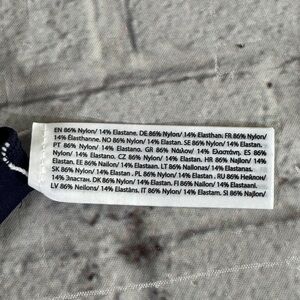 EN 86% Nylon/ 14% Elastane. DE 86% Nylon/ 14% Elasthan. FR 86% Nylon/
14% Élasthanne. NO 86% Nylon/ 14% Elastan. SE 86% Nylon/ 14% Elastan.
PT 86% Nylon/ 14% Elastano. GR 86% Νάιλον/ 14% Ελαστάνη. ES 86%
Nylon/ 14% Elastano. CZ 86% Nylon/ 14% Elastan. HR 86% Najlon/ 14%
Elastan. EE 86% Nailon/ 14% Elastaan. LT 86% Nailonas/ 14% Elastanas.
SK 86% Nylon/ 14% Elastan . PL 86% Nylon/ 14% Elastan . RU 86% Нейлон/
14% Эластан. DK 86% Nylon/ 14% Elastan. FI 86% Nailon/ 14% Elastaani.
LV 86% Neilons/ 14% Elastāns. IT 86% Nylon/ 14% Elastam. SI 86% Najlon/